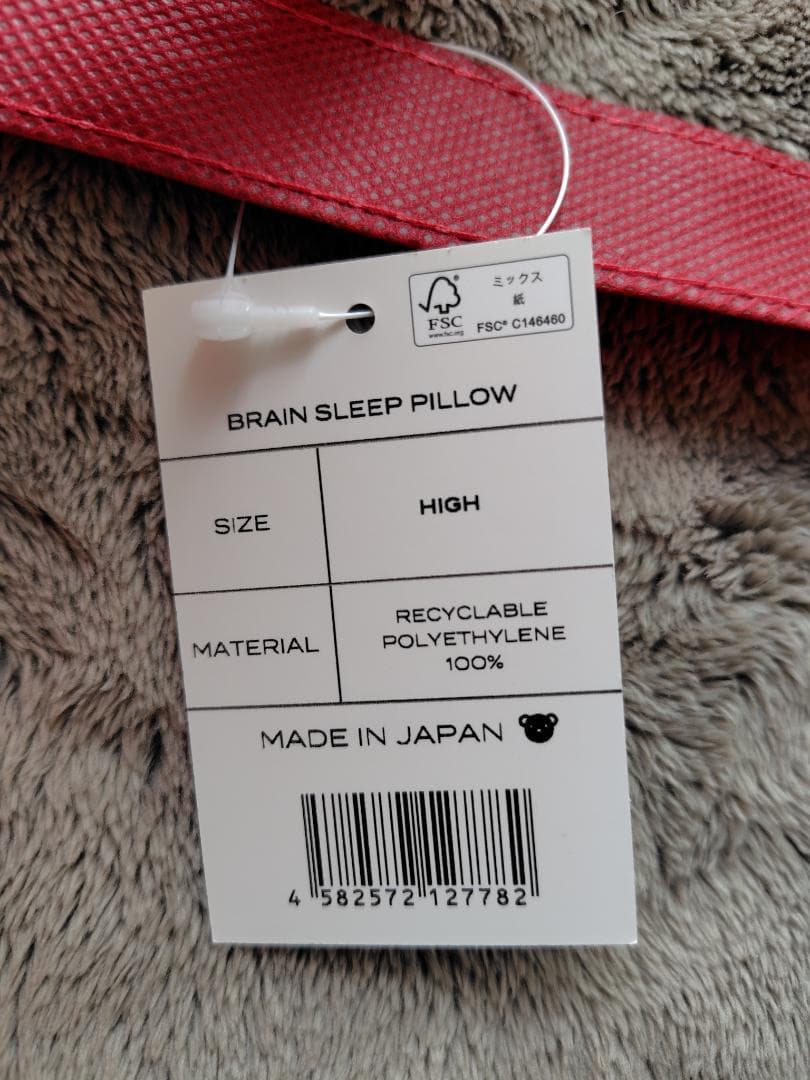 ミックス
紙
FSC
www.fsc.org
FSC® C146460
BRAIN SLEEP PILLOW
SIZE
HIGH
MATERIAL
RECYCLABLE
POLYETHYLENE
100%
MADE IN JAPAN
4 582572 127782